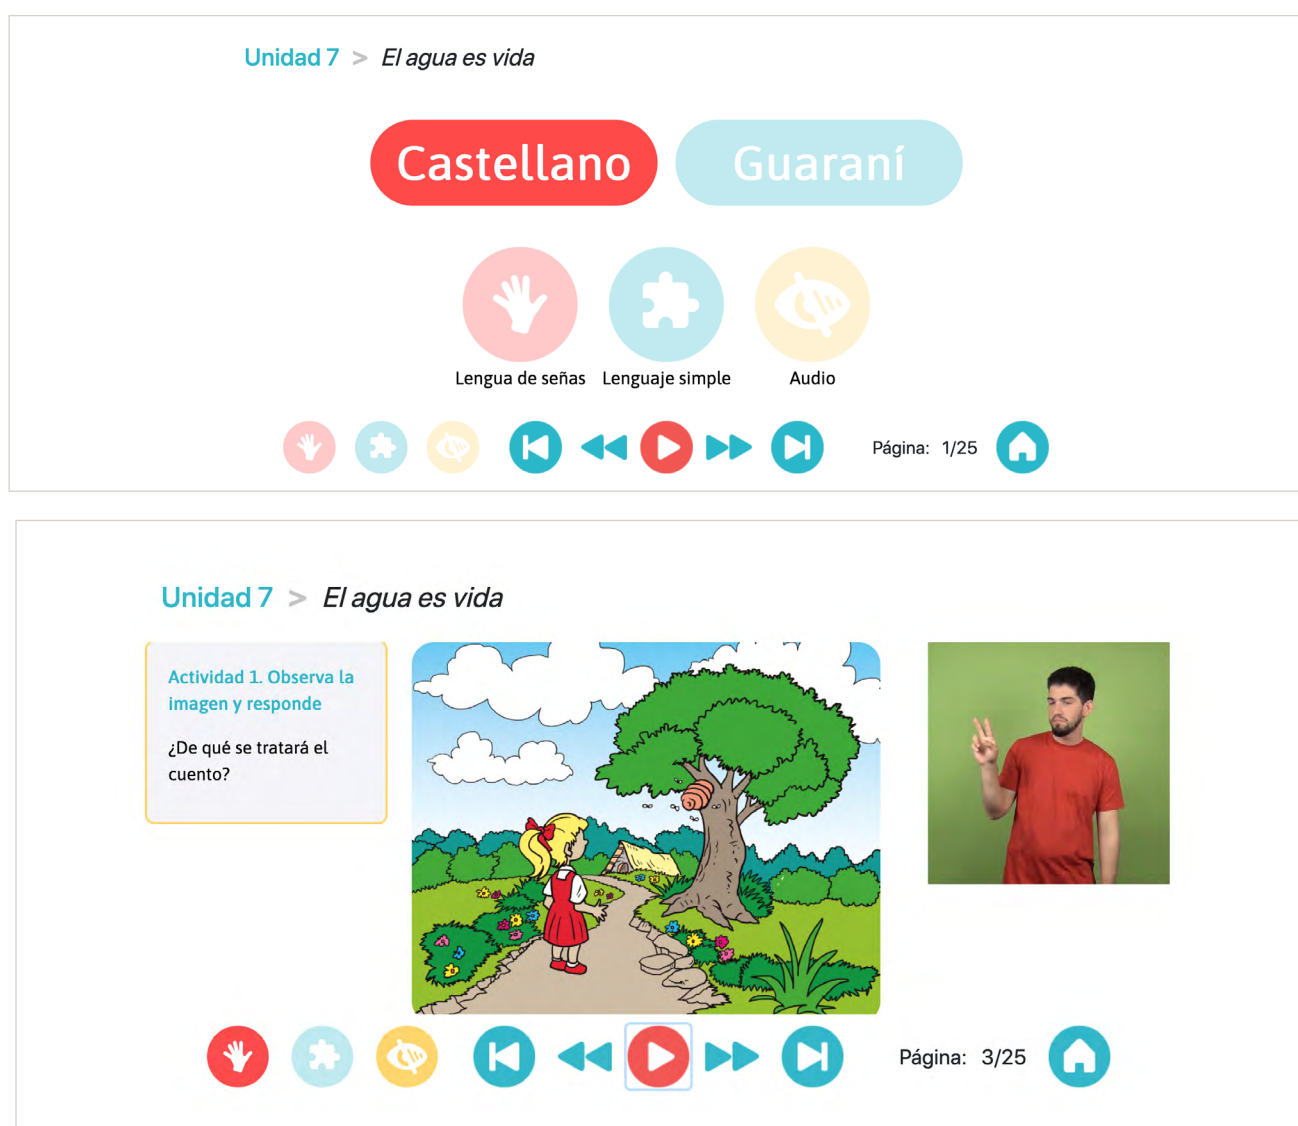 Unidad 7 > El agua es vida
Castellano Guaraní
Lengua de señas Lenguaje simple Audio
Página: 1/25
Unidad 7 > El agua es vida
Actividad 1. Observa la
imagen y responde
¿De qué se tratará el
cuento?
Página: 3/25